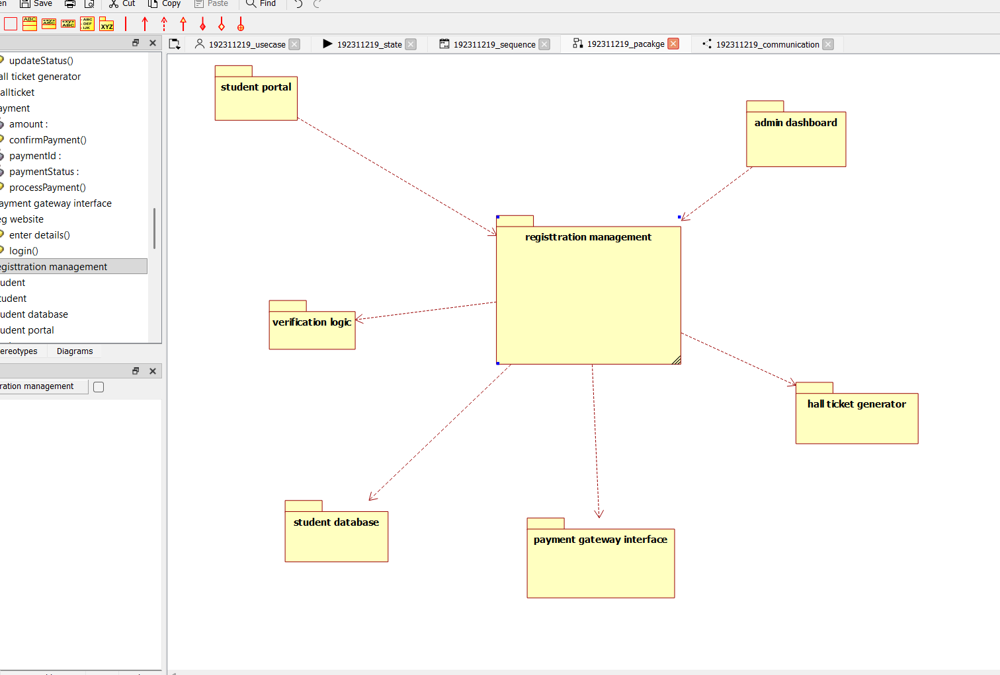 en Save Cut Copy Paste Find
ABC
XYZ
192311219_usecase
192311219_state
192311219_sequence
192311219_pacakge
192311219_communication
updateStatus()
all ticket generator
allticket
ayment
amount :
confirmPayment()
paymentId :
paymentStatus :
processPayment()
ayment gateway interface
eg website
enter details()
login()
egisttration management
udent
tudent
udent database
udent portal
ereotypes Diagrams
ration management
student portal
admin dashboard
registtration management
verification logic
hall ticket generator
student database
payment gateway interface